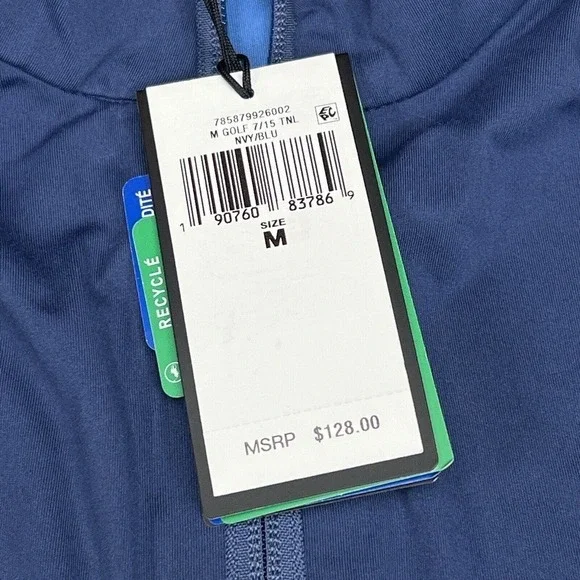 785879926002
M GOLF 7/15 TNL
NVY/BLU
1 90760 83786 9
SIZE
M
DITÉ
RECYCLÉ
MSRP $128.00